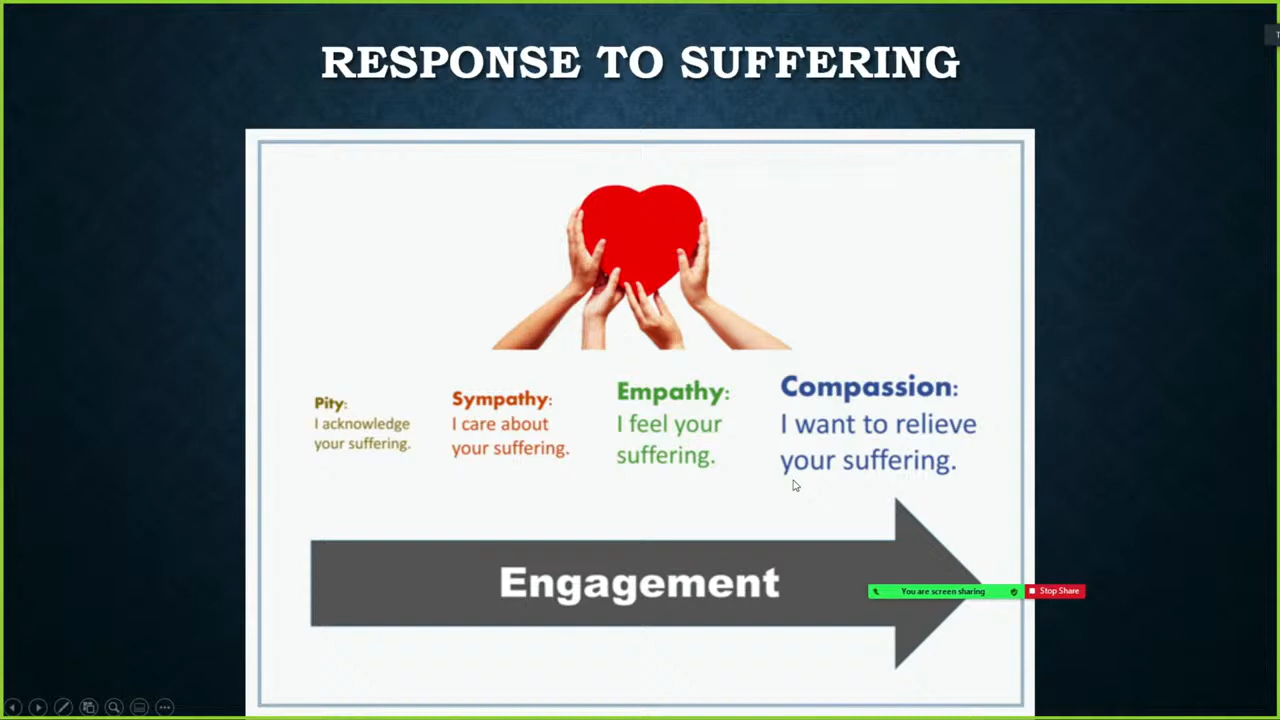 RESPONSE TO SUFFERING
Pity:
I acknowledge
your suffering.
Sympathy:
I care about
your suffering.
Empathy:
I feel your
suffering.
Compassion:
I want to relieve
your suffering.
Engagement
You are screen sharing
Stop Share